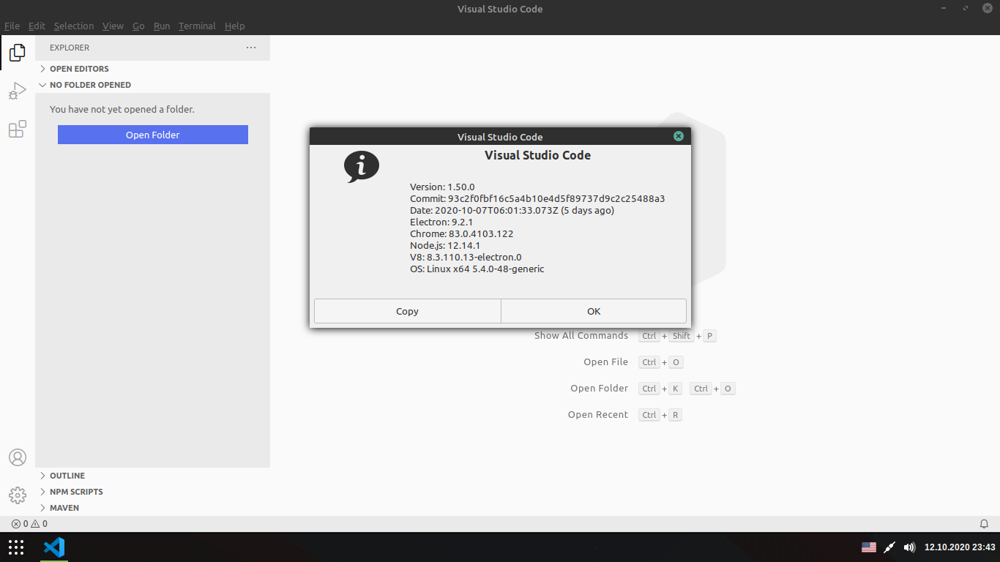 Visual Studio Code
File Edit Selection View Go Run Terminal Help
EXPLORER
OPEN EDITORS
NO FOLDER OPENED
You have not yet opened a folder.
Open Folder
Visual Studio Code
Visual Studio Code
Version: 1.50.0
Commit: 93c2f0fbf16c5a4b10e4d5f89737d9c2c25488a3
Date: 2020-10-07T06:01:33.073Z (5 days ago)
Electron: 9.2.1
Chrome: 83.0.4103.122
Node.js: 12.14.1
V8: 8.3.110.13-electron.0
OS: Linux x64 5.4.0-48-generic
Copy OK
Show All Commands Ctrl + Shift + P
Open File Ctrl + O
Open Folder Ctrl + K Ctrl + O
Open Recent Ctrl + R
OUTLINE
NPM SCRIPTS
MAVEN
0 0
12.10.2020 23:43